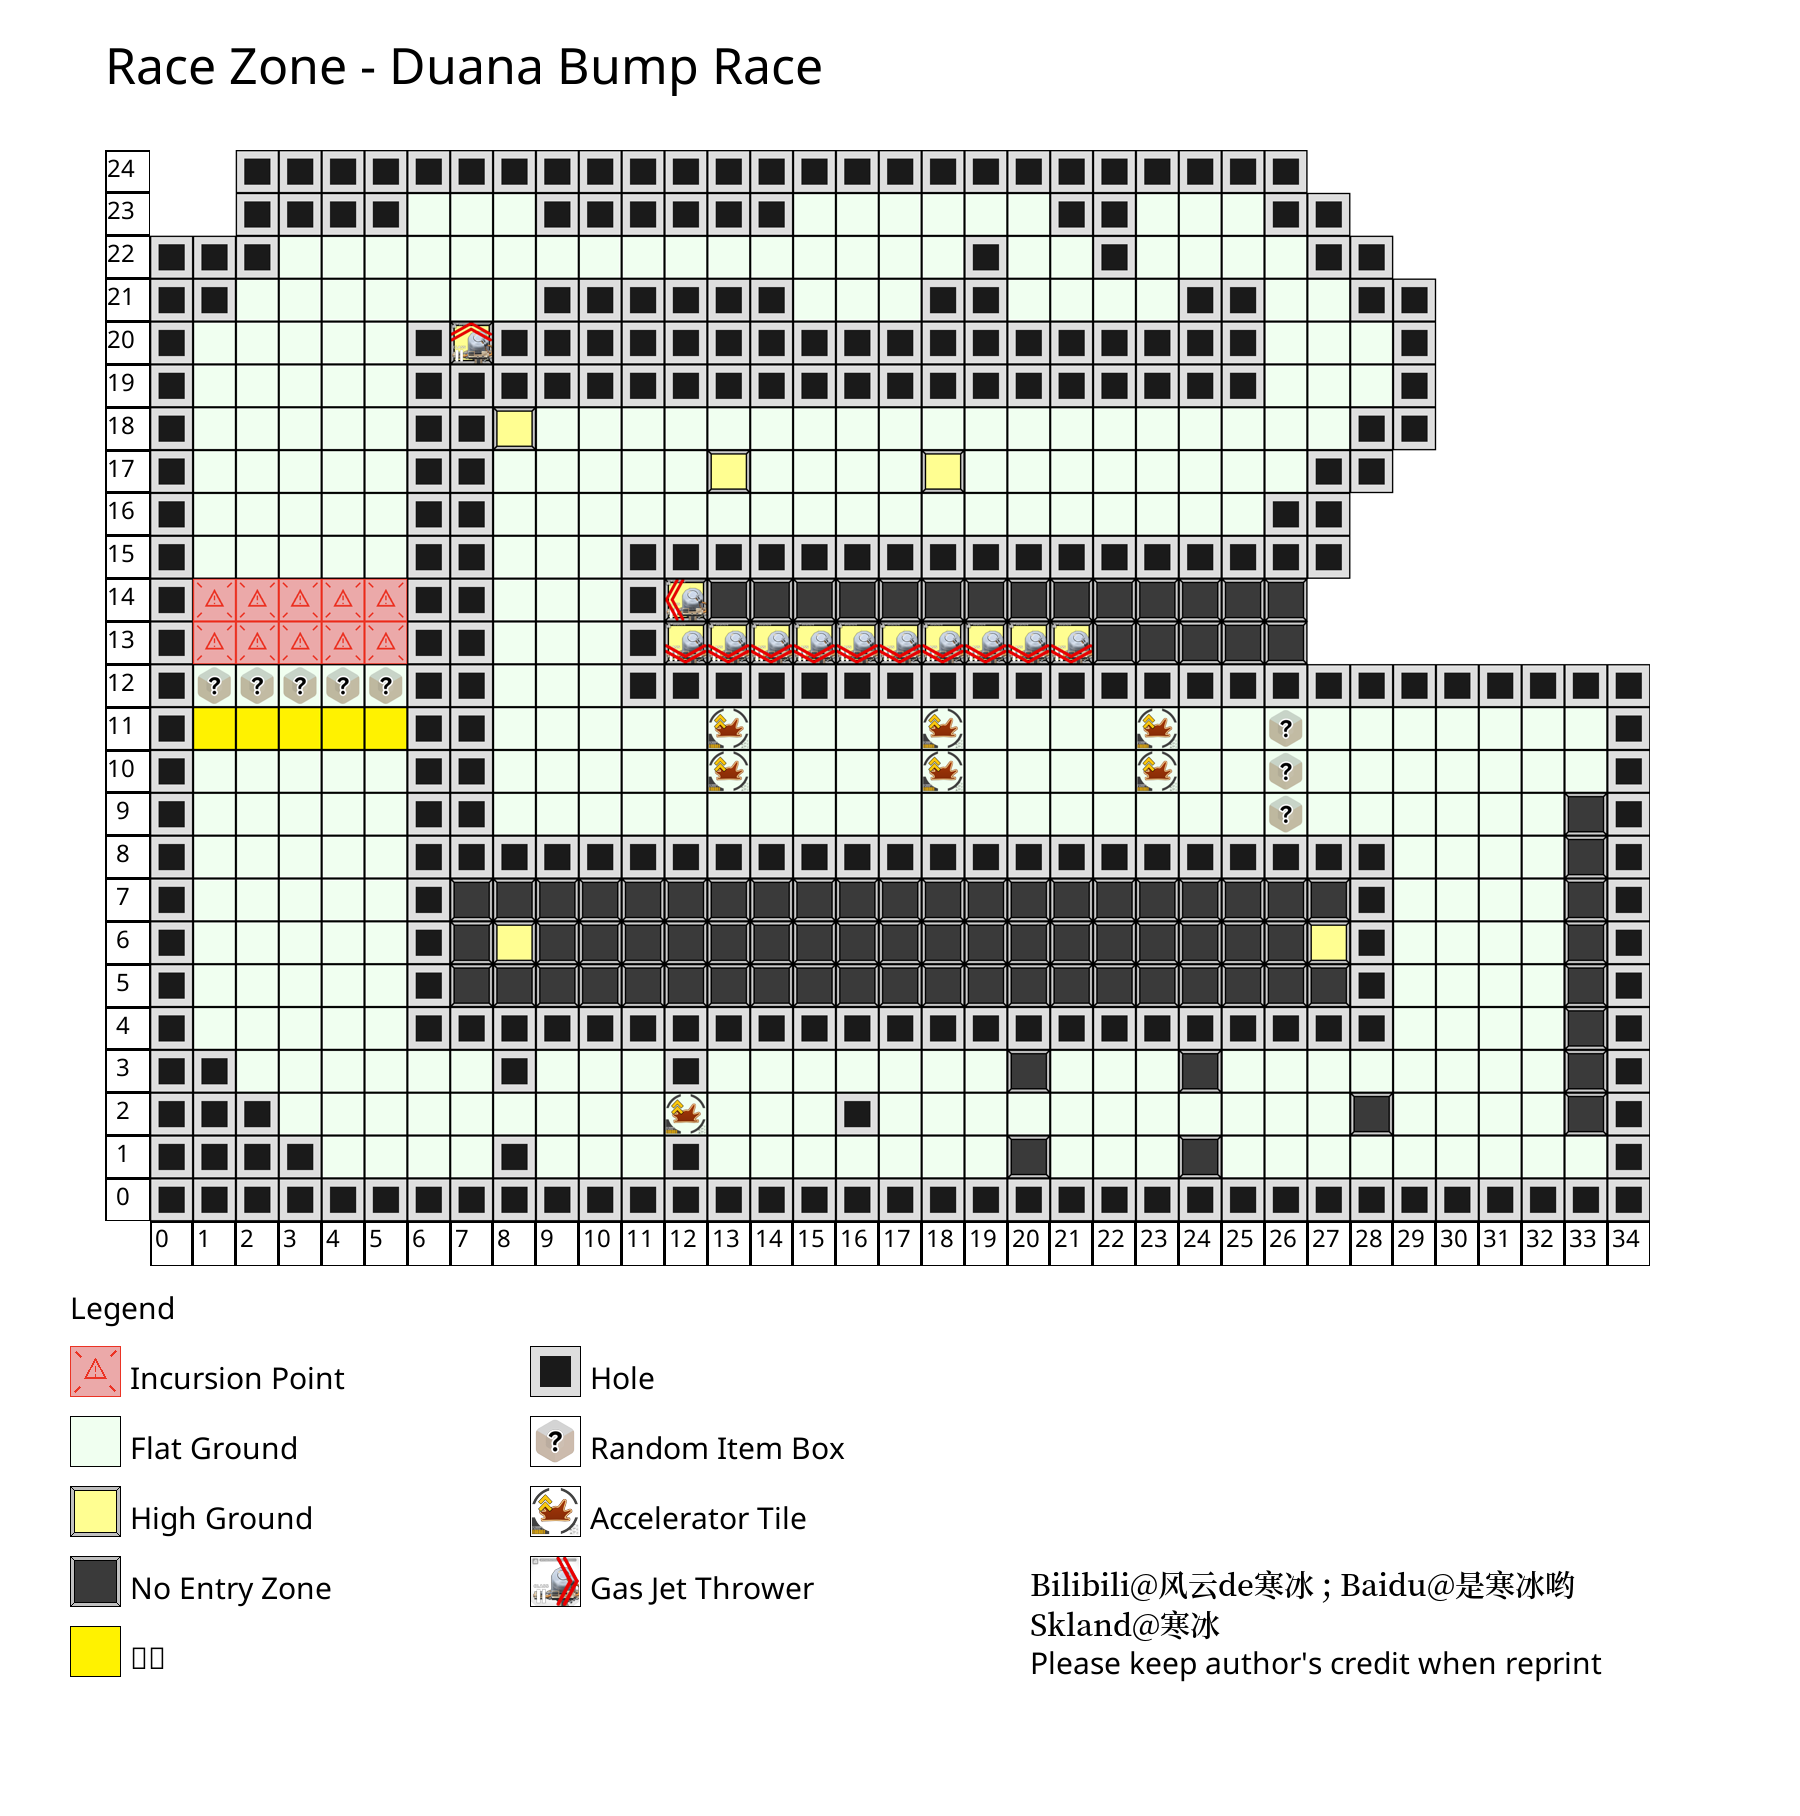 Race Zone - Duana Bump Race
24
23
22
21
20
19
18
17
16
15
14
13
12
11
10
9
8
7
6
5
4
3
2
1
0
0 1 2 3 4 5 6 7 8 9 10 11 12 13 14 15 16 17 18 19 20 21 22 23 24 25 26 27 28 29 30 31 32 33 34
Legend
Incursion Point
Hole
Flat Ground
Random Item Box
High Ground
Accelerator Tile
No Entry Zone
Gas Jet Thrower
Bilibili@风云de寒冰 ; Baidu@是寒冰哟
Skland@寒冰
Please keep author's credit when reprint